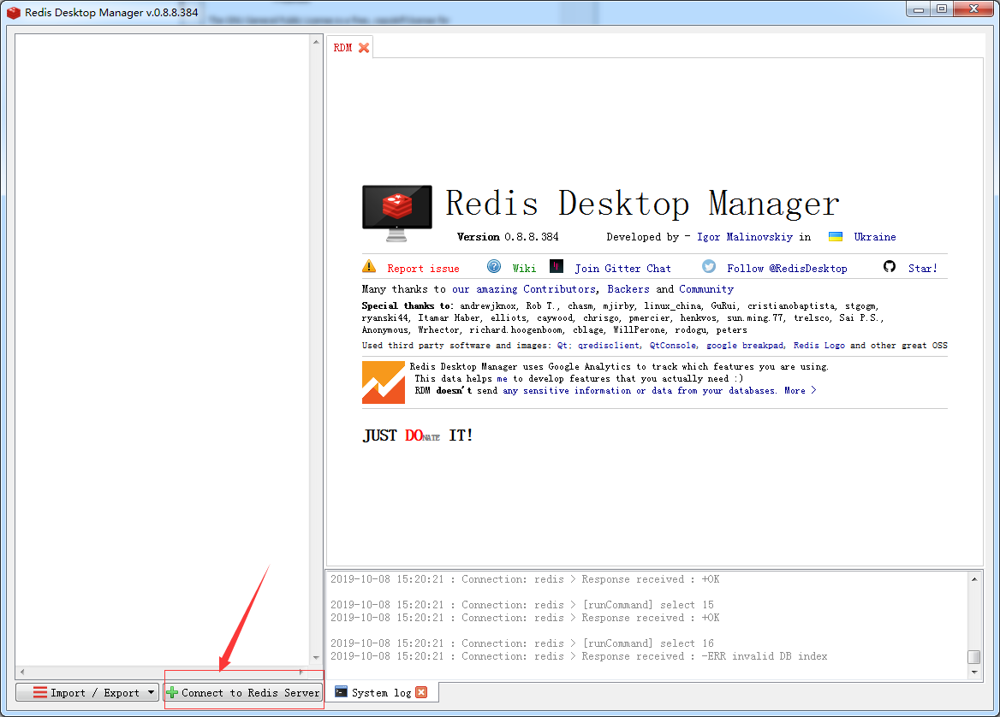 Redis Desktop Manager v.0.8.8.384
RDM
Redis Desktop Manager
Version 0.8.8.384 Developed by - Igor Malinovskiy in Ukraine
Report issue Wiki Join Gitter Chat Follow @RedisDesktop Star!
Many thanks to our amazing Contributors, Backers and Community
Special thanks to: andrewjknox, Rob T., chasm, mjirby, linux_china, GuRui, cristianobaptista, stgogm,
ryanski44, Itamar Haber, elliots, caywood, chrisgo, pmercier, henkvos, sun.ming.77, trelsco, Sai P.S.,
Anonymous, Wrhector, richard.hoogenboom, cblage, WillPerone, rodogu, peters
Used third party software and images: Qt; qredisclient, QtConsole, google breakpad, Redis Logo and other great OSS
Redis Desktop Manager uses Google Analytics to track which features you are using.
This data helps me to develop features that you actually need :)
RDM doesn't send any sensitive information or data from your databases. More >
JUST DONATE IT!
2019-10-08 15:20:21 : Connection: redis > Response received : +OK
2019-10-08 15:20:21 : Connection: redis > [runCommand] select 15
2019-10-08 15:20:21 : Connection: redis > Response received : +OK
2019-10-08 15:20:21 : Connection: redis > [runCommand] select 16
2019-10-08 15:20:21 : Connection: redis > Response received : -ERR invalid DB index
Import / Export
Connect to Redis Server
System log